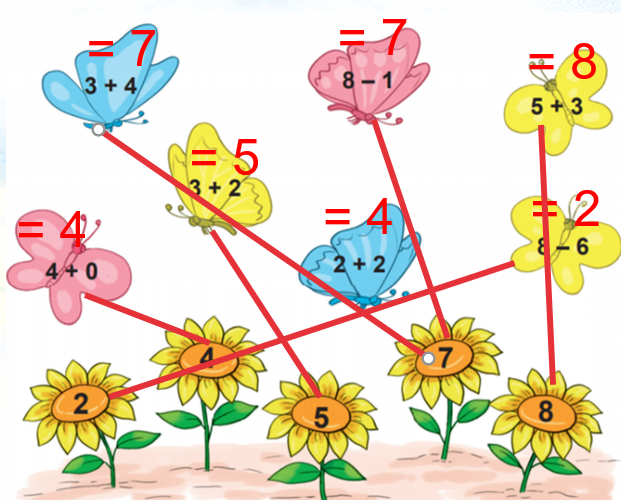 = 7
3 + 4
= 7
8 – 1
= 8
5 + 3
= 5
3 + 2
= 4
4 + 0
= 4
2 + 2
= 2
8 – 6
4
7
2
5
8